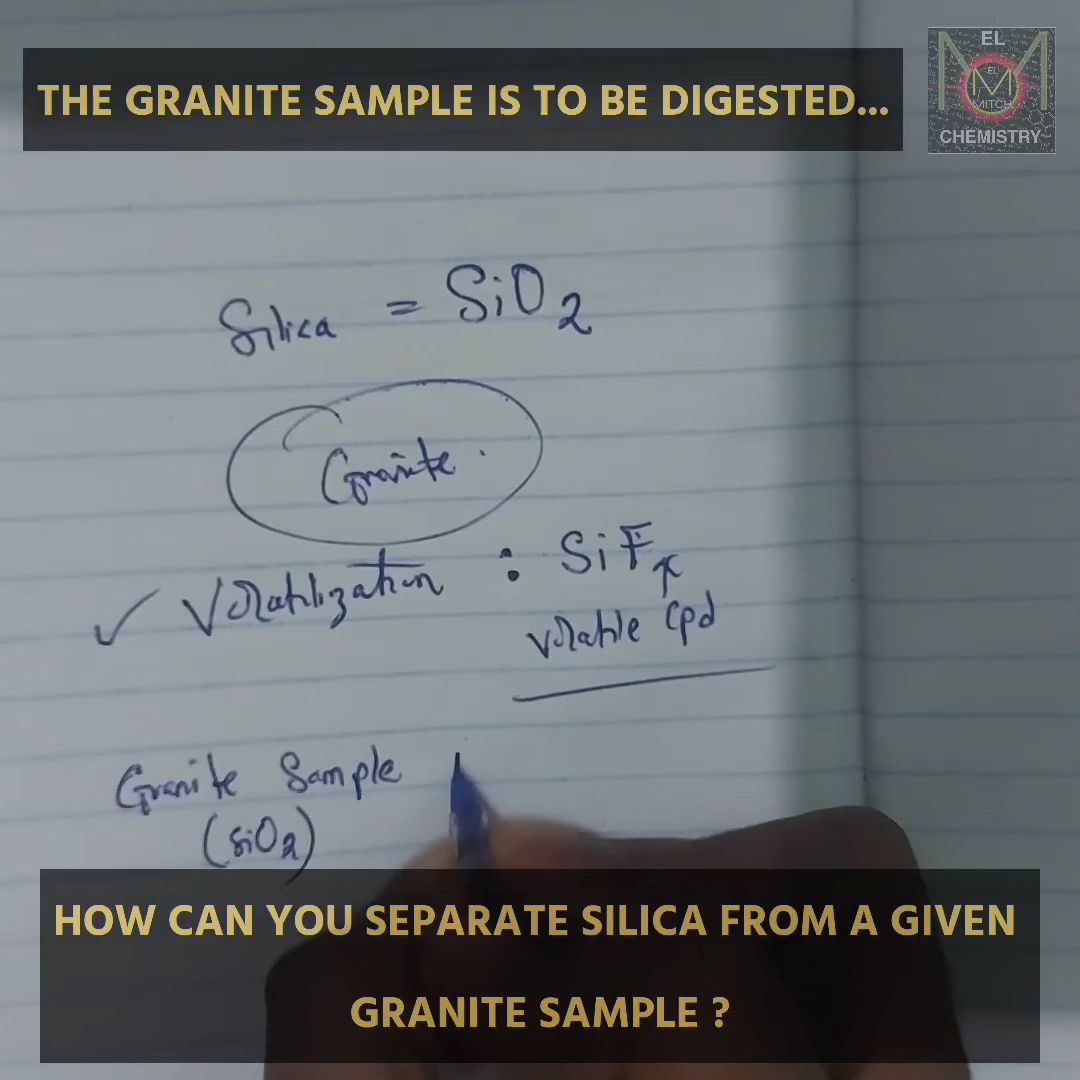 THE GRANITE SAMPLE IS TO BE DIGESTED...
EL
EL
M
MITCH
CHEMISTRY
Silica = SiO2
Granite.
✓ Volatilization : SiFx
Volatile Cpd
Granite Sample
(SiO2)
HOW CAN YOU SEPARATE SILICA FROM A GIVEN
GRANITE SAMPLE ?